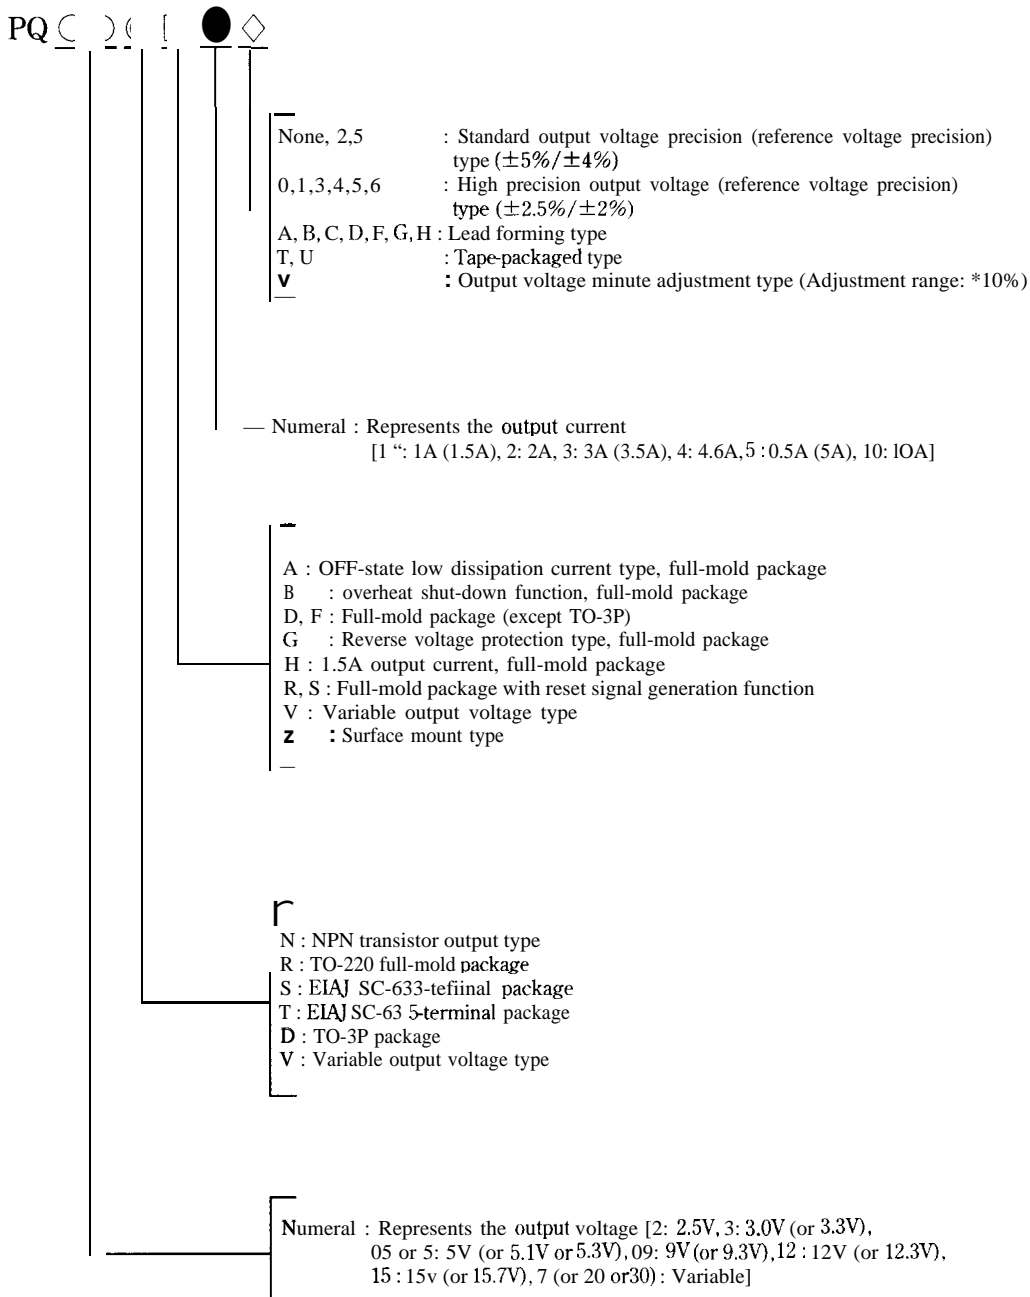 PQ
None, 2,5 : Standard output voltage precision (reference voltage precision)
type (±5%/±4%)
0,1,3,4,5,6 : High precision output voltage (reference voltage precision)
type (±2.5%/±2%)
A, B, C, D, F, G, H : Lead forming type
T, U : Tape-packaged type
v : Output voltage minute adjustment type (Adjustment range: *10%)
— Numeral : Represents the output current
[1 “: 1A (1.5A), 2: 2A, 3: 3A (3.5A), 4: 4.6A, 5 : 0.5A (5A), 10: lOA]
A : OFF-state low dissipation current type, full-mold package
B : overheat shut-down function, full-mold package
D, F : Full-mold package (except TO-3P)
G : Reverse voltage protection type, full-mold package
H : 1.5A output current, full-mold package
R, S : Full-mold package with reset signal generation function
V : Variable output voltage type
z : Surface mount type
r
N : NPN transistor output type
R : TO-220 full-mold package
S : EIAJ SC-633-tefiinal package
T : EIAJ SC-63 5-terminal package
D : TO-3P package
V : Variable output voltage type
Numeral : Represents the output voltage [2: 2.5V, 3: 3.0V (or 3.3V),
05 or 5: 5V (or 5.1V or 5.3V), 09: 9V (or 9.3V), 12 : 12V (or 12.3V),
15 : 15v (or 15.7V), 7 (or 20 or30) : Variable]